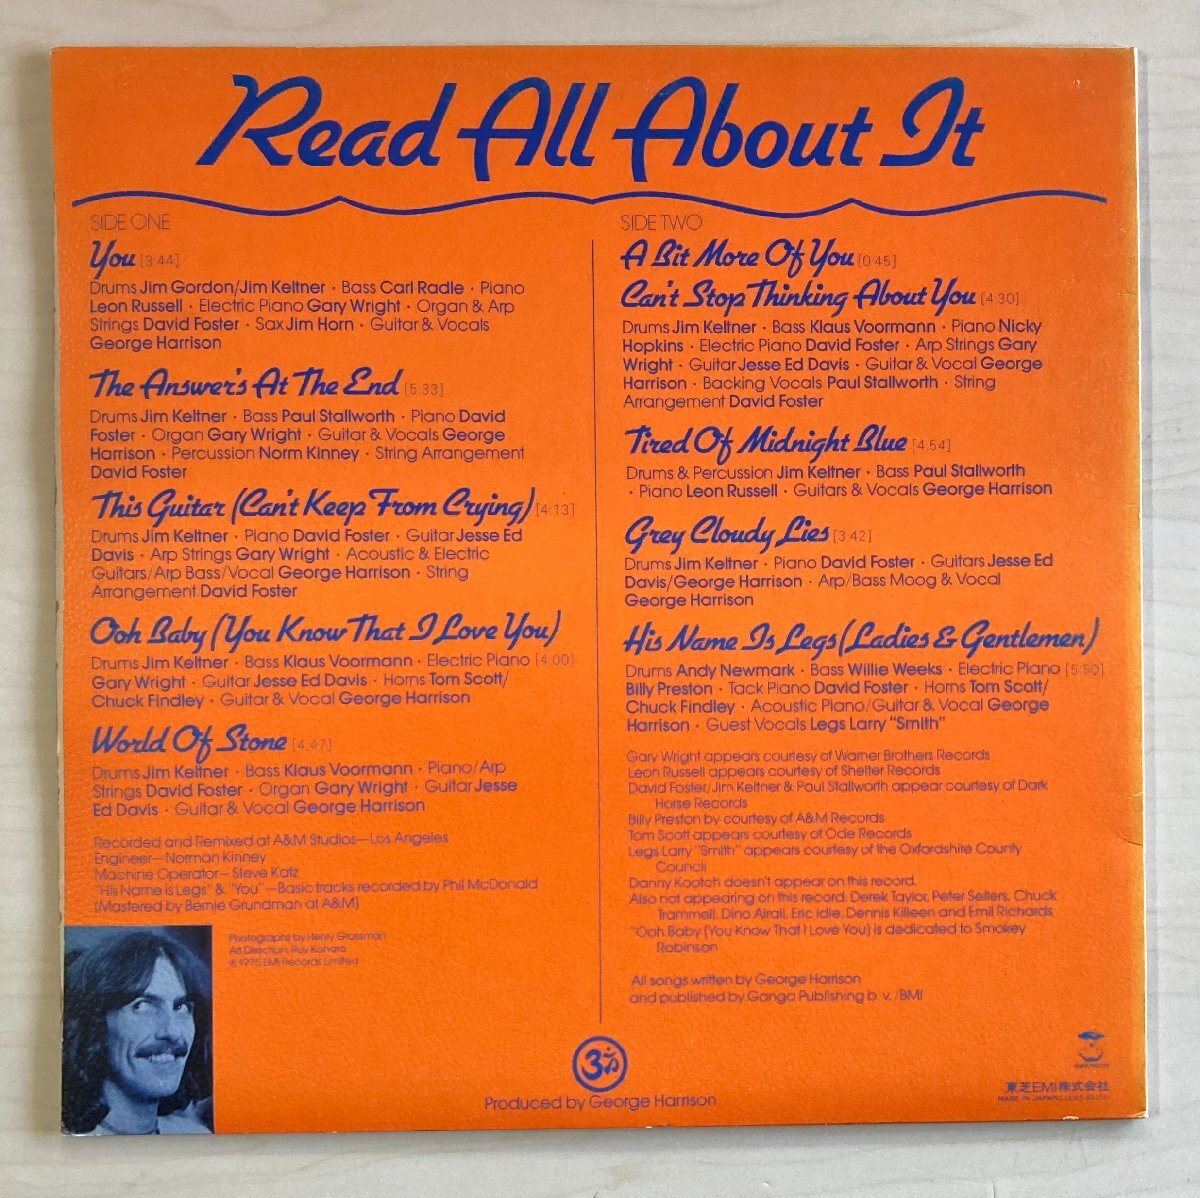 Read All About It
SIDE ONE
You [3:44]
Drums Jim Gordon/Jim Keltner · Bass Carl Radle · Piano
Leon Russell · Electric Piano Gary Wright · Organ & Arp
Strings David Foster · Sax Jim Horn · Guitar & Vocals
George Harrison
The Answer's At The End [5:33]
Drums Jim Keltner · Bass Paul Stallworth · Piano David
Foster · Organ Gary Wright · Guitar & Vocals George
Harrison · Percussion Norm Kinney · String Arrangement
David Foster
This Guitar (Can't Keep From Crying) [4:13]
Drums Jim Keltner · Piano David Foster · Guitar Jesse Ed
Davis · Arp Strings Gary Wright · Acoustic & Electric
Guitars/Arp Bass/Vocal George Harrison · String
Arrangement David Foster
Ooh Baby (You Know That I Love You)
Drums Jim Keltner · Bass Klaus Voormann · Electric Piano [4:00]
Gary Wright · Guitar Jesse Ed Davis · Horns Tom Scott/
Chuck Findley · Guitar & Vocal George Harrison
World Of Stone [4:47]
Drums Jim Keltner · Bass Klaus Voormann · Piano/Arp
Strings David Foster · Organ Gary Wright · Guitar Jesse
Ed Davis · Guitar & Vocal George Harrison
Recorded and Remixed at A&M Studios—Los Angeles
Engineer—Norman Kinney
Machine Operator—Steve Katz
"His Name is Legs" & "You"—Basic tracks recorded by Phil McDonald
(Mastered by Bernie Grundman at A&M)
Photographs by Henry Grossman
Art Direction: Roy Kohara
℗ 1975 EMI Records Limited
SIDE TWO
A Bit More Of You [0:45]
Can't Stop Thinking About You [4:30]
Drums Jim Keltner · Bass Klaus Voormann · Piano Nicky
Hopkins · Electric Piano David Foster · Arp Strings Gary
Wright · Guitar Jesse Ed Davis · Guitar & Vocal George
Harrison · Backing Vocals Paul Stallworth · String
Arrangement David Foster
Tired Of Midnight Blue [4:54]
Drums & Percussion Jim Keltner · Bass Paul Stallworth
· Piano Leon Russell · Guitars & Vocals George Harrison
Grey Cloudy Lies [3:42]
Drums Jim Keltner · Piano David Foster · Guitars Jesse Ed
Davis/George Harrison · Arp/Bass Moog & Vocal
George Harrison
His Name Is Legs (Ladies & Gentlemen)
Drums Andy Newmark · Bass Willie Weeks · Electric Piano [5:50]
Billy Preston · Tack Piano David Foster · Horns Tom Scott/
Chuck Findley · Acoustic Piano/Guitar & Vocal George
Harrison · Guest Vocals Legs Larry "Smith"
Gary Wright appears courtesy of Warner Brothers Records
Leon Russell appears courtesy of Shelter Records
David Foster/Jim Keltner & Paul Stallworth appear courtesy of Dark
Horse Records
Billy Preston by courtesy of A&M Records
Tom Scott appears courtesy of Ode Records
Legs Larry "Smith" appears courtesy of the Oxfordshire County
Council
Danny Kootch doesn't appear on this record.
Also not appearing on this record: Derek Taylor, Peter Sellers, Chuck
Trammell, Dino Airali, Eric Idle, Dennis Killeen and Emil Richards
"Ooh Baby (You Know That I Love You) is dedicated to Smokey
Robinson
All songs written by George Harrison
and published by Ganga Publishing b. v. /BMI
ॐ
Produced by George Harrison
東芝EMI株式会社
MADE IN JAPAN